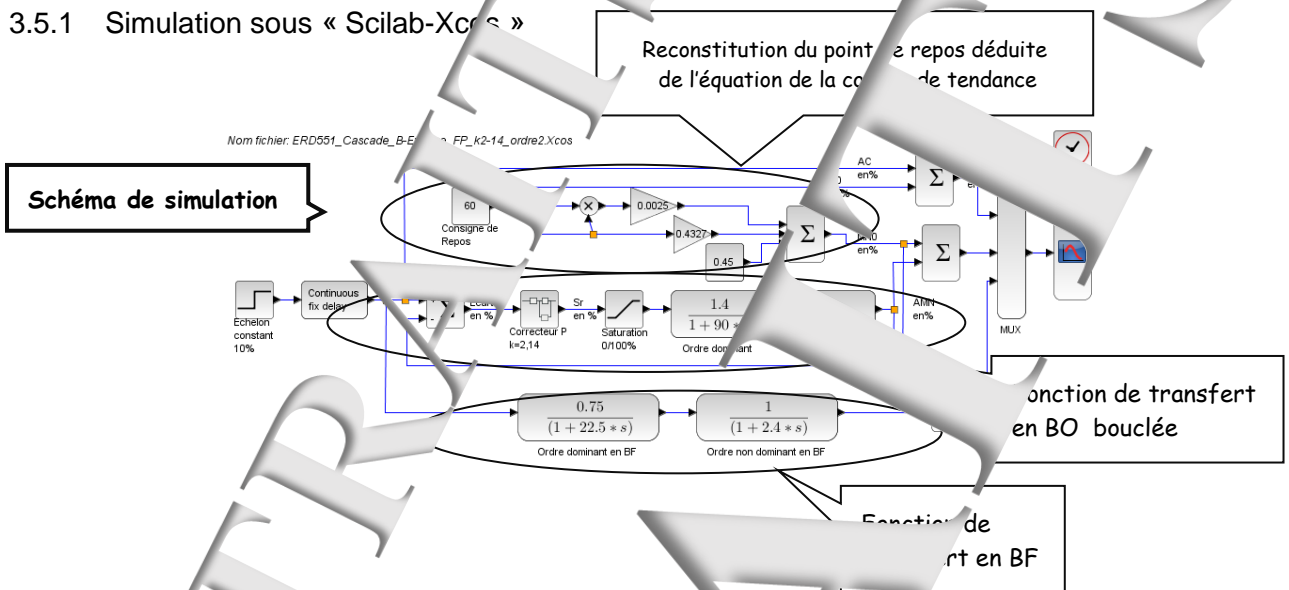 3.5.1 Simulation sous « Scilab-Xcos »
Reconstitution du point de repos déduite
de l'équation de la de tendance
Nom fichier: ERD551_Cascade_B- FP_k2-14_ordre2.Xcos
Schéma de simulation
60
Consigne de
Repos
0.0025
0.4327
0.45
Σ
AC
en%
Σ
en%
Σ
Echelon
constant
10%
Continuous
fix delay
en %
Correcteur P
k=2,14
Sr
en %
Saturation
0/100%
1.4
1 + 90 *
Ordre dominant
AMN
en%
MUX
0.75
(1 + 22.5 * s)
Ordre dominant en BF
1
(1 + 2.4 * s)
Ordre non dominant en BF
onction de transfert
en BO bouclée
Fonction de
ert en BF